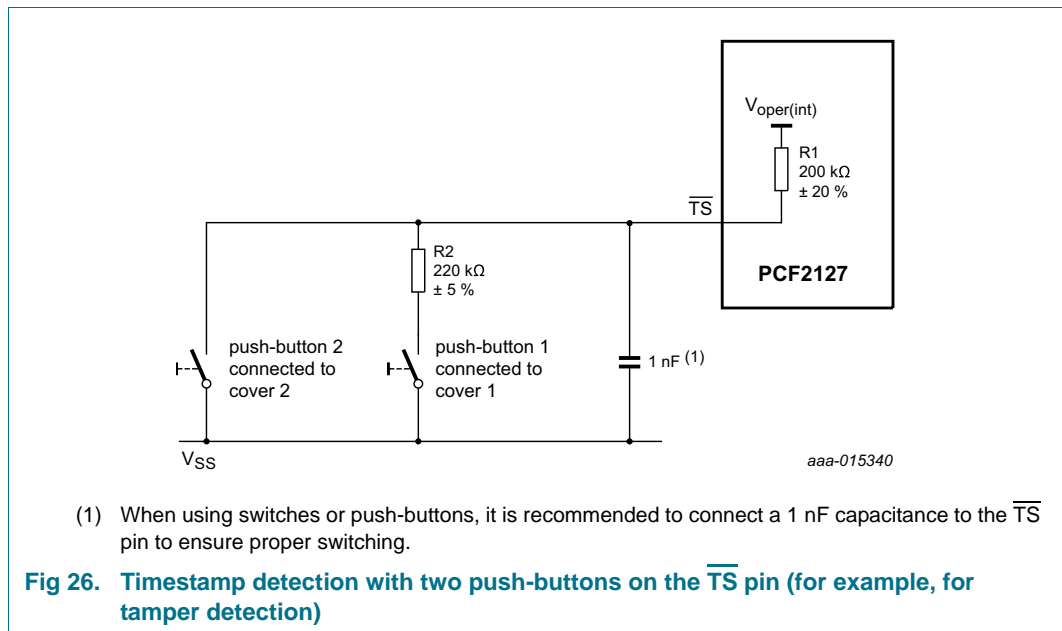 V_oper(int)
R1
200 kΩ
± 20 %
T̅S̅
PCF2127
R2
220 kΩ
± 5 %
push-button 2
connected to
cover 2
push-button 1
connected to
cover 1
1 nF (1)
V_SS
aaa-015340
(1) When using switches or push-buttons, it is recommended to connect a 1 nF capacitance to the T̅S̅
pin to ensure proper switching.
Fig 26. Timestamp detection with two push-buttons on the T̅S̅ pin (for example, for
tamper detection)